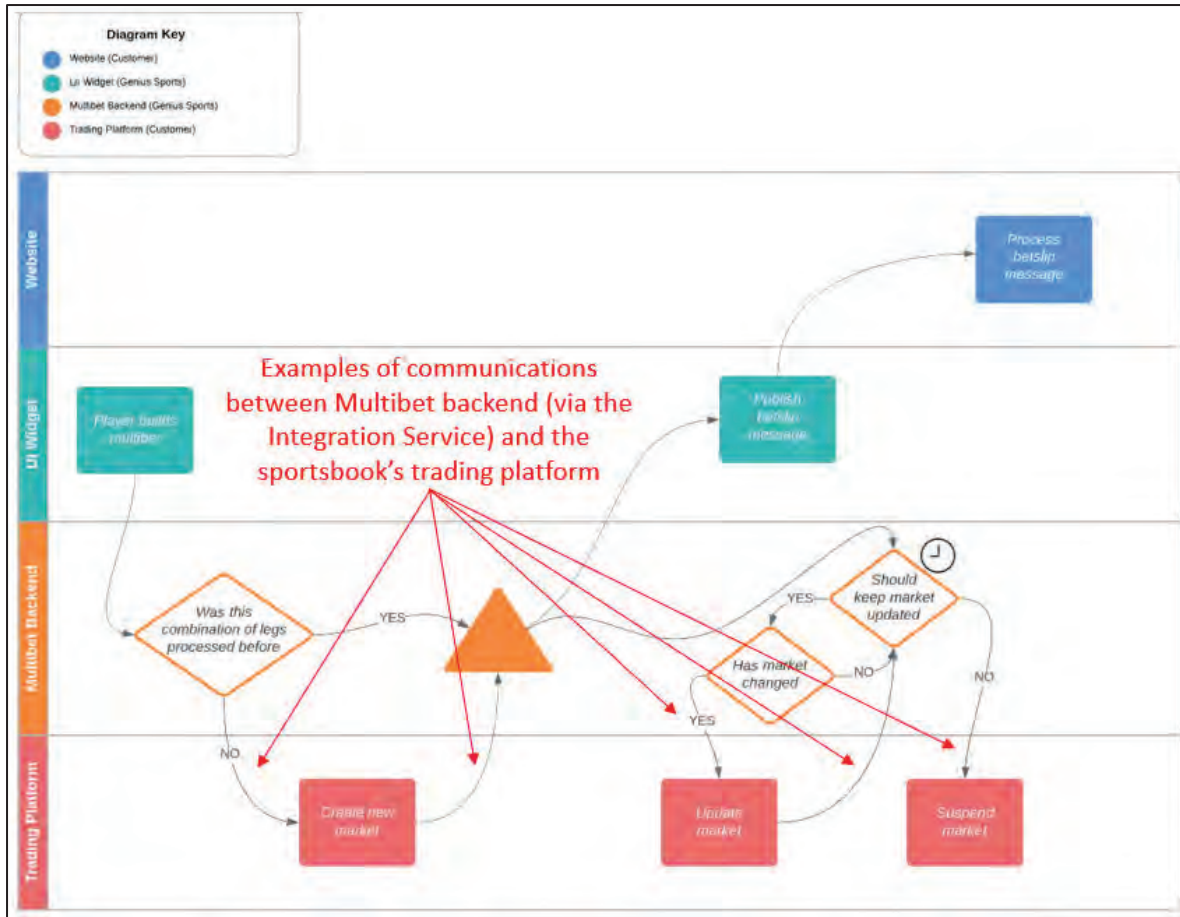 Diagram Key
Website (Customer)
UI Widget (Genius Sports)
Multibet Backend (Genius Sports)
Trading Platform (Customer)
Website
Process
betslip
message
UI Widget
Player builds
multibet
Examples of communications
between Multibet backend (via the
Integration Service) and the
sportsbook's trading platform
Publish
betslip
message
Multibet Backend
Was this
combination of legs
processed before
YES
Should
keep market
updated
YES
Has market
changed
NO
NO
YES
NO
Trading Platform
Create new
market
Update
market
Suspend
market